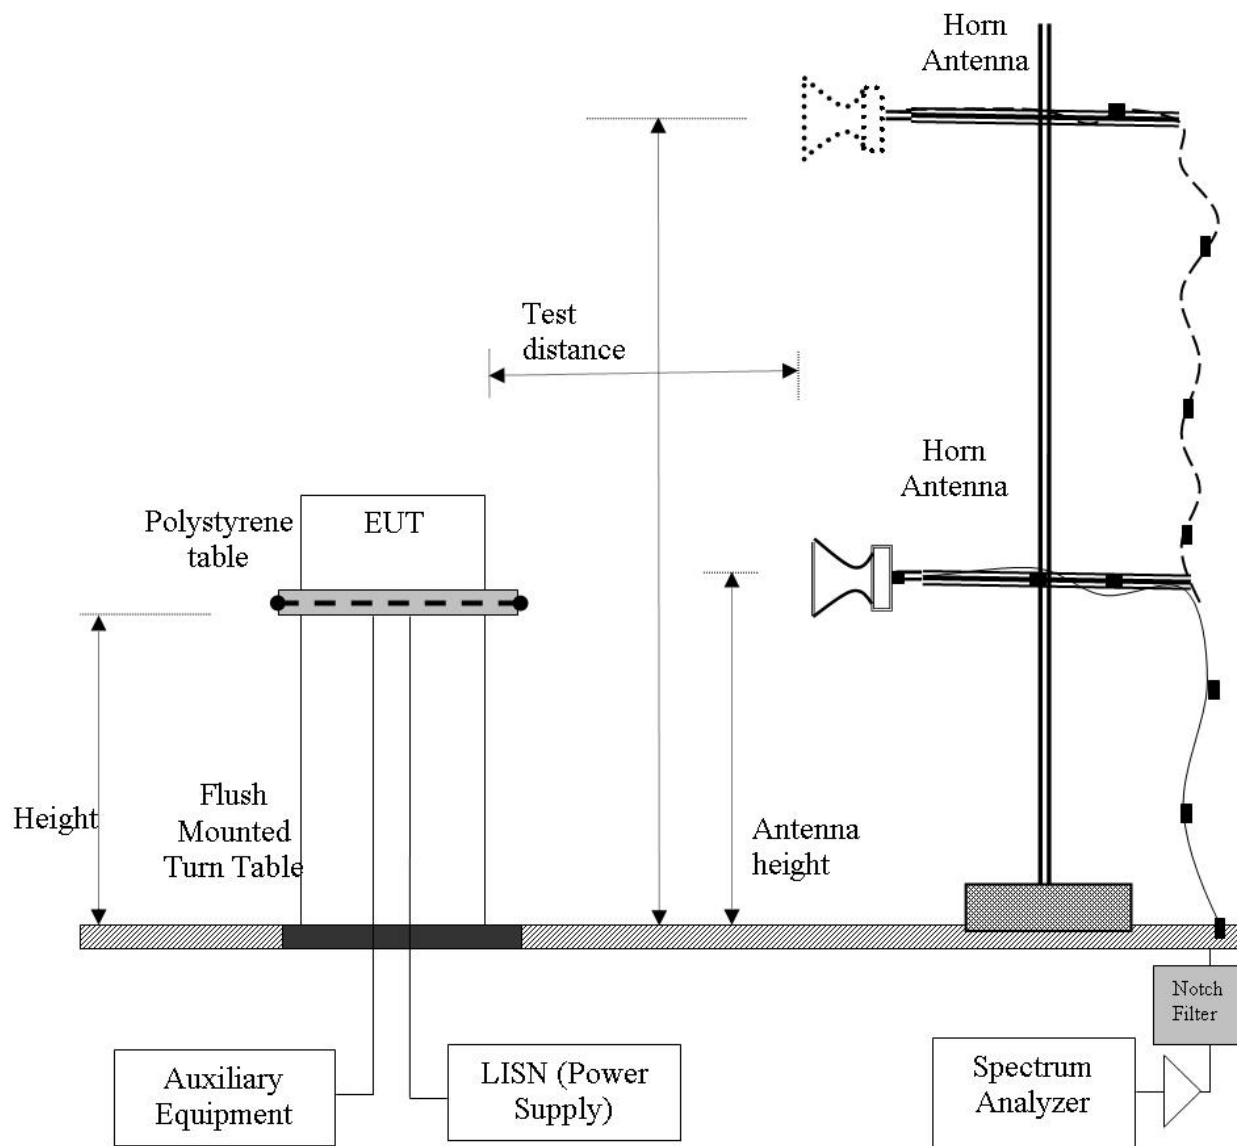 Horn
Antenna
Test
distance
Horn
Antenna
Polystyrene
table
EUT
Height
Flush
Mounted
Turn Table
Antenna
height
Notch
Filter
Auxiliary
Equipment
LISN (Power
Supply)
Spectrum
Analyzer